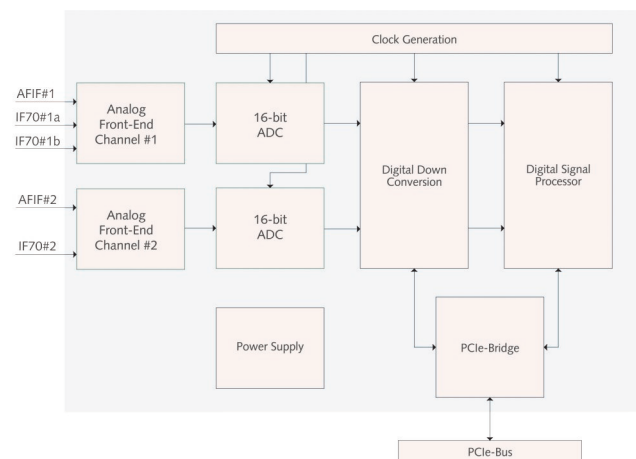 Clock Generation
AFIF#1
IF70#1a
IF70#1b
Analog
Front-End
Channel #1
16-bit
ADC
Digital Down
Conversion
Digital Signal
Processor
AFIF#2
IF70#2
Analog
Front-End
Channel #2
16-bit
ADC
Power Supply
PCIe-Bridge
PCIe-Bus